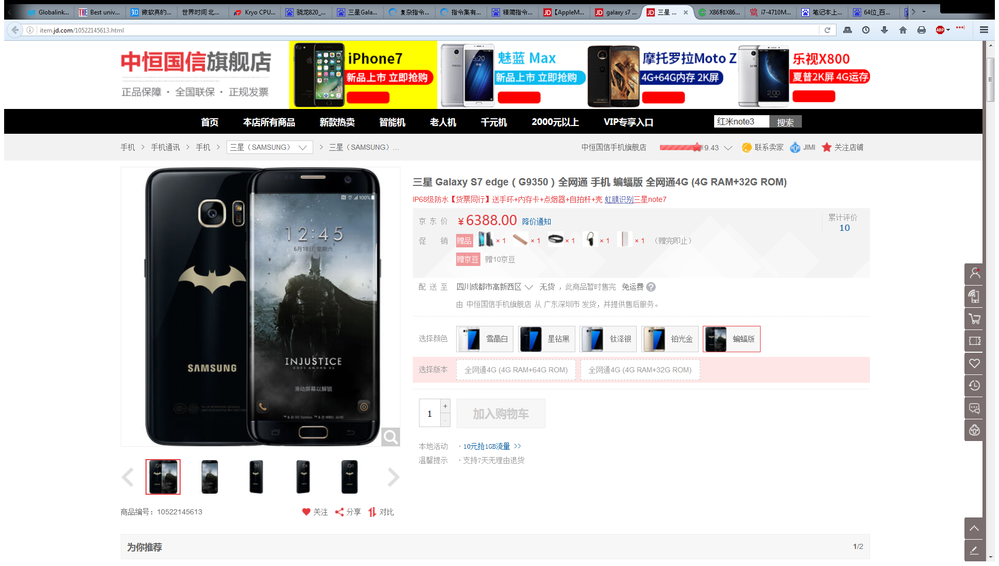 Globalink...
Best univ...
微软真的...
世界时间 北...
Kryo CPU...
骁龙820_...
三星Gala...
复杂指令...
指令集有...
精简指令...
【AppleM...
galaxy s7 ...
三星 ...
X86和X86...
i7-4710M...
笔记本上...
64位_百...
item.jd.com/10522145613.html
中恒国信旗舰店
正品保障 · 全国联保 · 正规发票
iPhone7
新品上市 立即抢购
魅蓝 Max
新品上市 立即抢购
摩托罗拉Moto Z
4G+64G内存 2K屏
乐视X800
夏普2K屏 4G运存
首页 本店所有商品 新款热卖 智能机 老人机 千元机 2000元以上 VIP专享入口
红米note3 搜索
手机 > 手机通讯 > 手机 > 三星（SAMSUNG） > 三星（SAMSUNG）...
中恒国信手机旗舰店 9.43 联系卖家 JIMI 关注店铺
三星 Galaxy S7 edge（G9350）全网通 手机 蝙蝠版 全网通4G (4G RAM+32G ROM)
IP68级防水【货票同行】送手环+内存卡+点烟器+自拍杆+壳 虹膜识别三星note7
京东价 ￥6388.00 降价通知
累计评价
10
促销 赠品 × 1 × 1 × 1 × 1 × 1 （赠完即止）
赠京豆 赠10京豆
配送至 四川成都市高新西区 无货，此商品暂时售完 免运费 ?
由 中恒国信手机旗舰店 从 广东深圳市 发货，并提供售后服务。
选择颜色 雪晶白 星钻黑 钛泽银 铂光金 蝙蝠版
选择版本 全网通4G (4G RAM+64G ROM) 全网通4G (4G RAM+32G ROM)
1 + -
加入购物车
本地活动 · 10元抢1GB流量 >>
温馨提示 · 支持7天无理由退货
100%
12:45
6月18日, 星期六
SAMSUNG
INJUSTICE
GODS AMONG US
滑动屏幕以解锁
商品编号：10522145613
关注 分享 对比
为你推荐
1/2